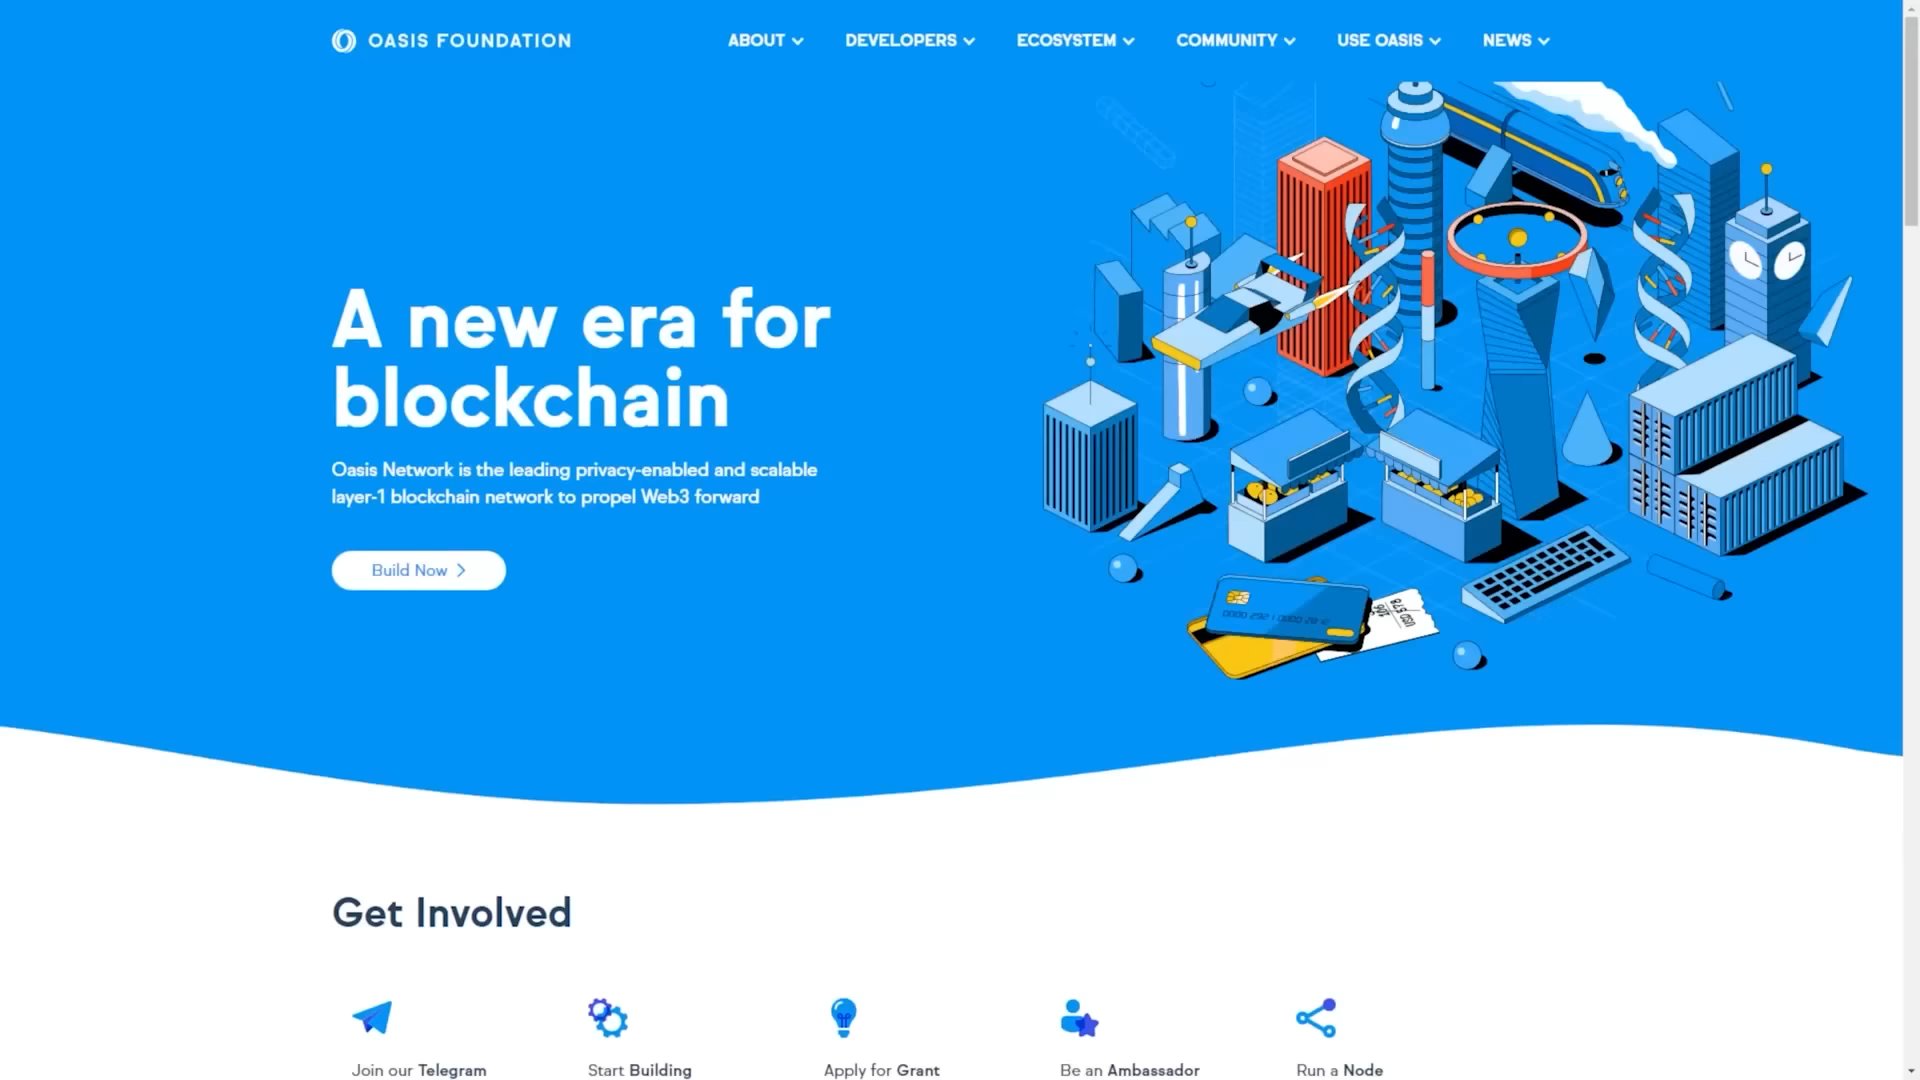 OASIS FOUNDATION
ABOUT
DEVELOPERS
ECOSYSTEM
COMMUNITY
USE OASIS
NEWS
A new era for
blockchain
Oasis Network is the leading privacy-enabled and scalable
layer-1 blockchain network to propel Web3 forward
Build Now
Get Involved
Join our Telegram
Start Building
Apply for Grant
Be an Ambassador
Run a Node